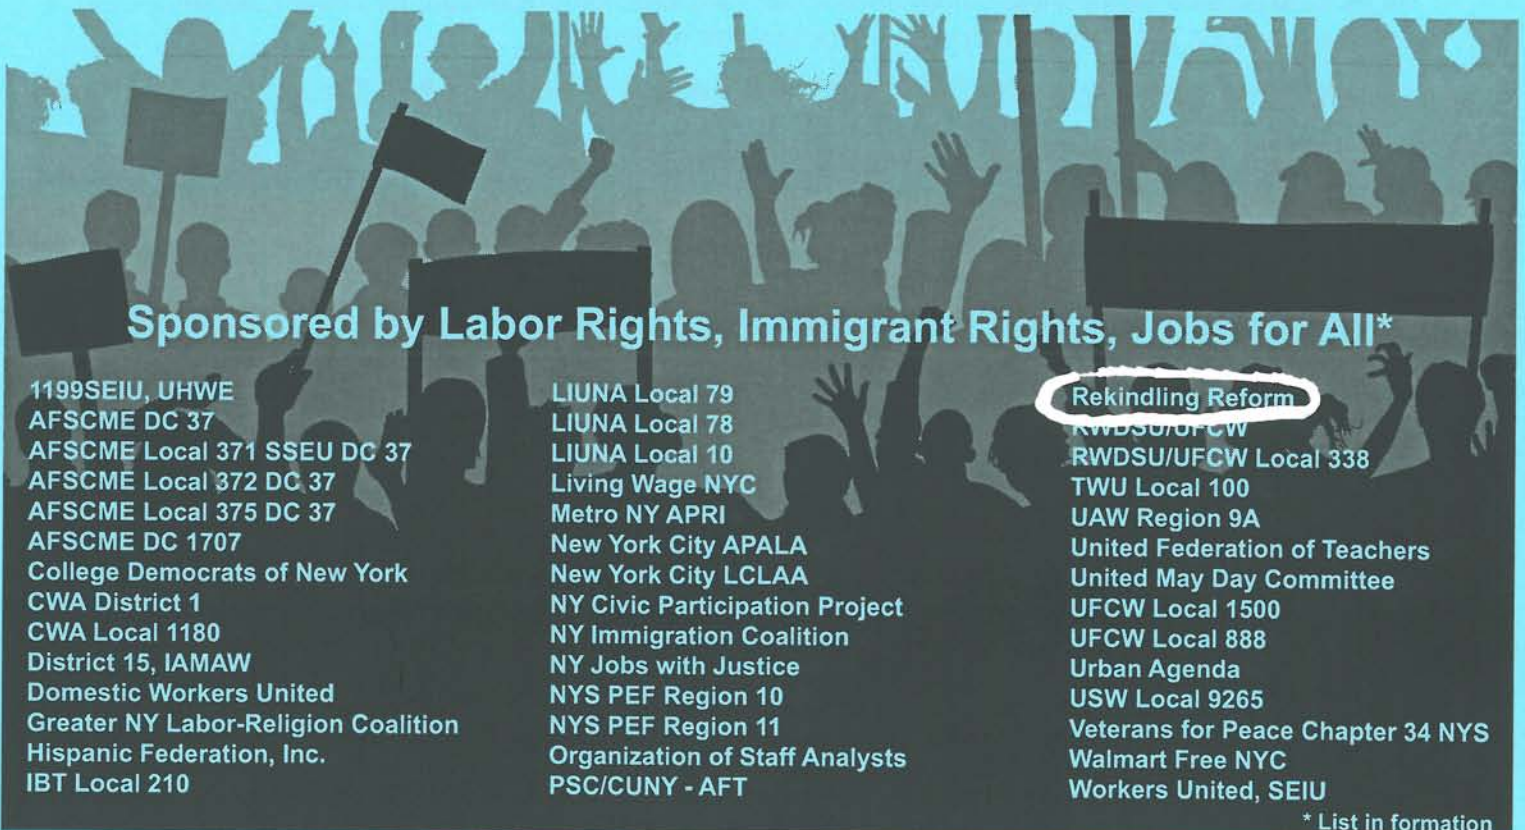 Sponsored by Labor Rights, Immigrant Rights, Jobs for All*
1199SEIU, UHWE
AFSCME DC 37
AFSCME Local 371 SSEU DC 37
AFSCME Local 372 DC 37
AFSCME Local 375 DC 37
AFSCME DC 1707
College Democrats of New York
CWA District 1
CWA Local 1180
District 15, IAMAW
Domestic Workers United
Greater NY Labor-Religion Coalition
Hispanic Federation, Inc.
IBT Local 210
LIUNA Local 79
LIUNA Local 78
LIUNA Local 10
Living Wage NYC
Metro NY APRI
New York City APALA
New York City LCLAA
NY Civic Participation Project
NY Immigration Coalition
NY Jobs with Justice
NYS PEF Region 10
NYS PEF Region 11
Organization of Staff Analysts
PSC/CUNY - AFT
Rekindling Reform
RWDSU/UFCW
RWDSU/UFCW Local 338
TWU Local 100
UAW Region 9A
United Federation of Teachers
United May Day Committee
UFCW Local 1500
UFCW Local 888
Urban Agenda
USW Local 9265
Veterans for Peace Chapter 34 NYS
Walmart Free NYC
Workers United, SEIU
* List in formation